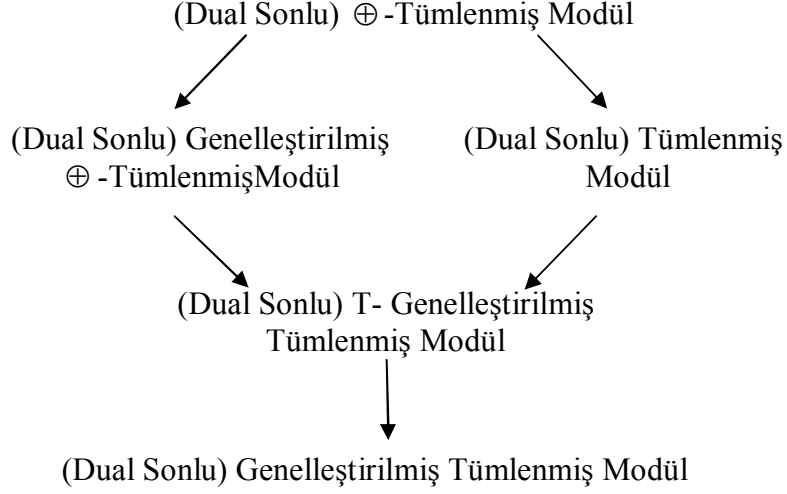 (Dual Sonlu) ⊕-Tümlenmiş Modül
(Dual Sonlu) Genelleştirilmiş
⊕ -TümlenmişModül
(Dual Sonlu) Tümlenmiş
Modül
(Dual Sonlu) T- Genelleştirilmiş
Tümlenmiş Modül
(Dual Sonlu) Genelleştirilmiş Tümlenmiş Modül